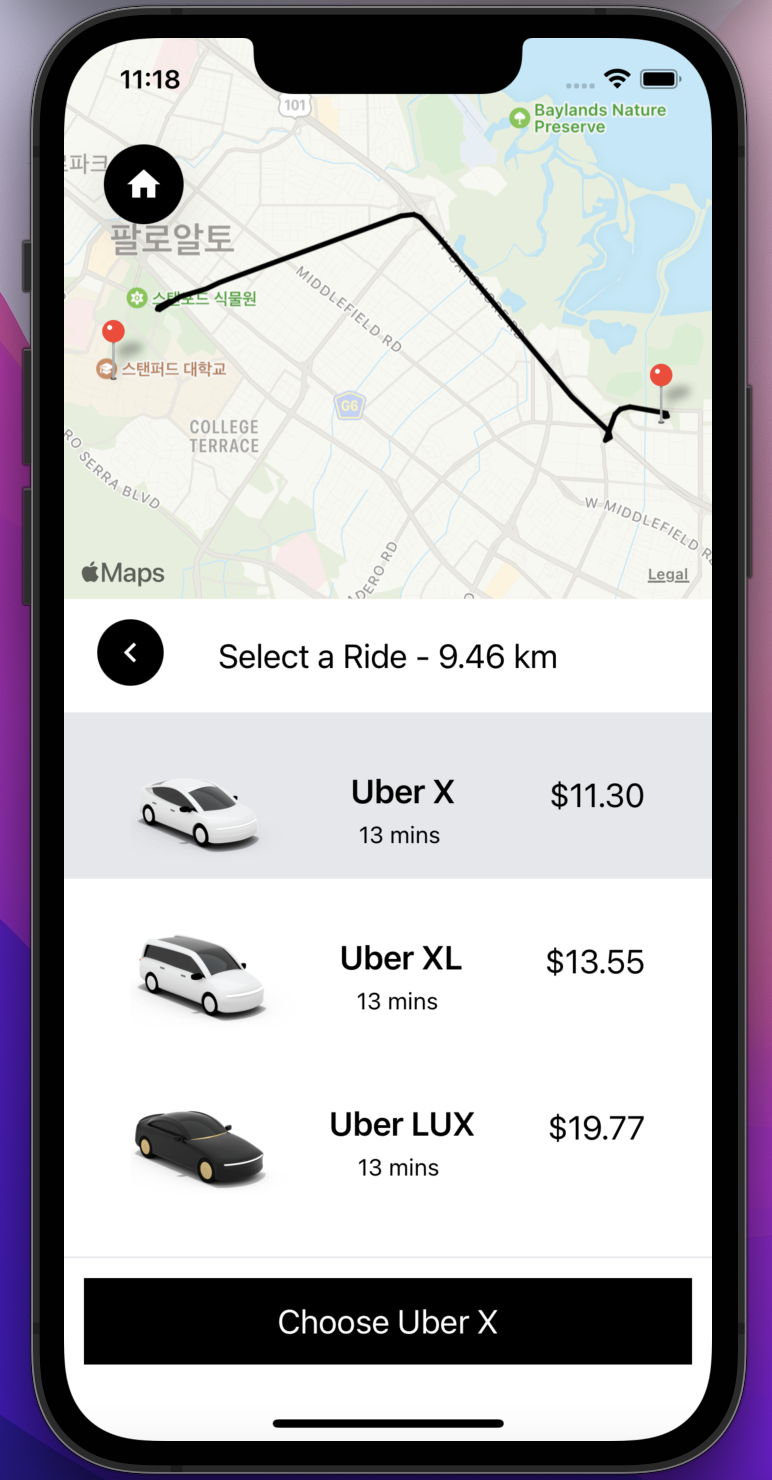 11:18
101
Baylands Nature
Preserve
팔로알토
스탠포드 식물원
MIDDLEFIELD RD
스탠퍼드 대학교
G6
COLLEGE
TERRACE
RO SERRA BLVD
W MIDDLEFIELD R
DERO RD
Maps
Legal
Select a Ride - 9.46 km
Uber X
$11.30
13 mins
Uber XL
$13.55
13 mins
Uber LUX
$19.77
13 mins
Choose Uber X